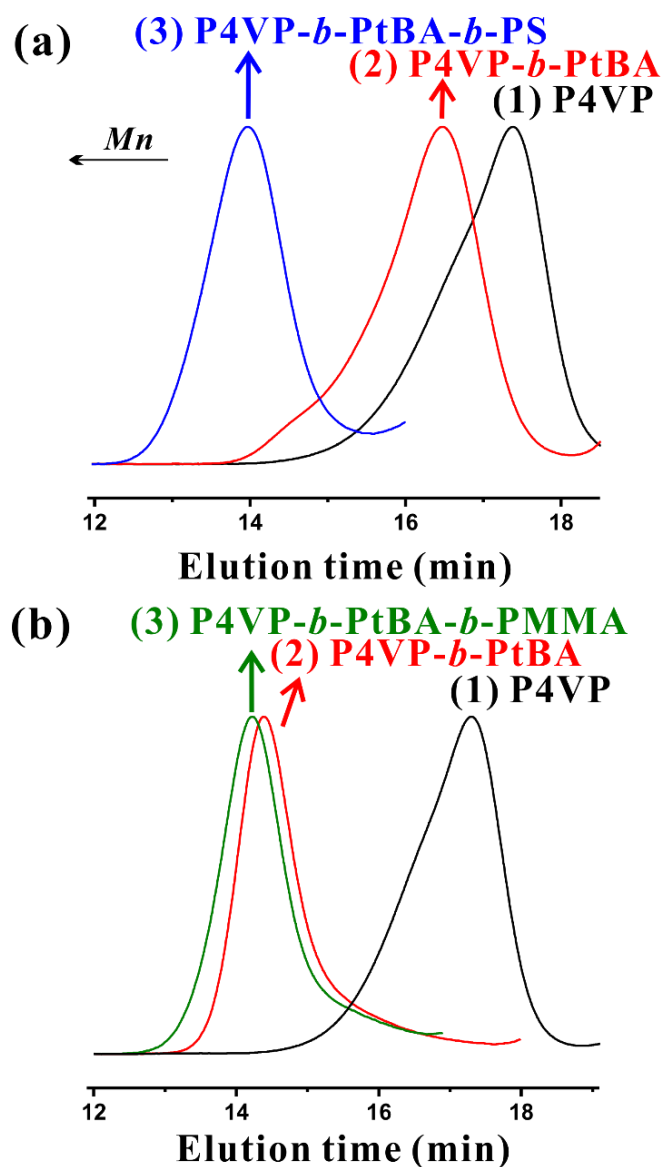 (a)
(3) P4VP-b-PtBA-b-PS
(2) P4VP-b-PtBA
(1) P4VP
Mn
12 14 16 18
Elution time (min)
(b)
(3) P4VP-b-PtBA-b-PMMA
(2) P4VP-b-PtBA
(1) P4VP
12 14 16 18
Elution time (min)